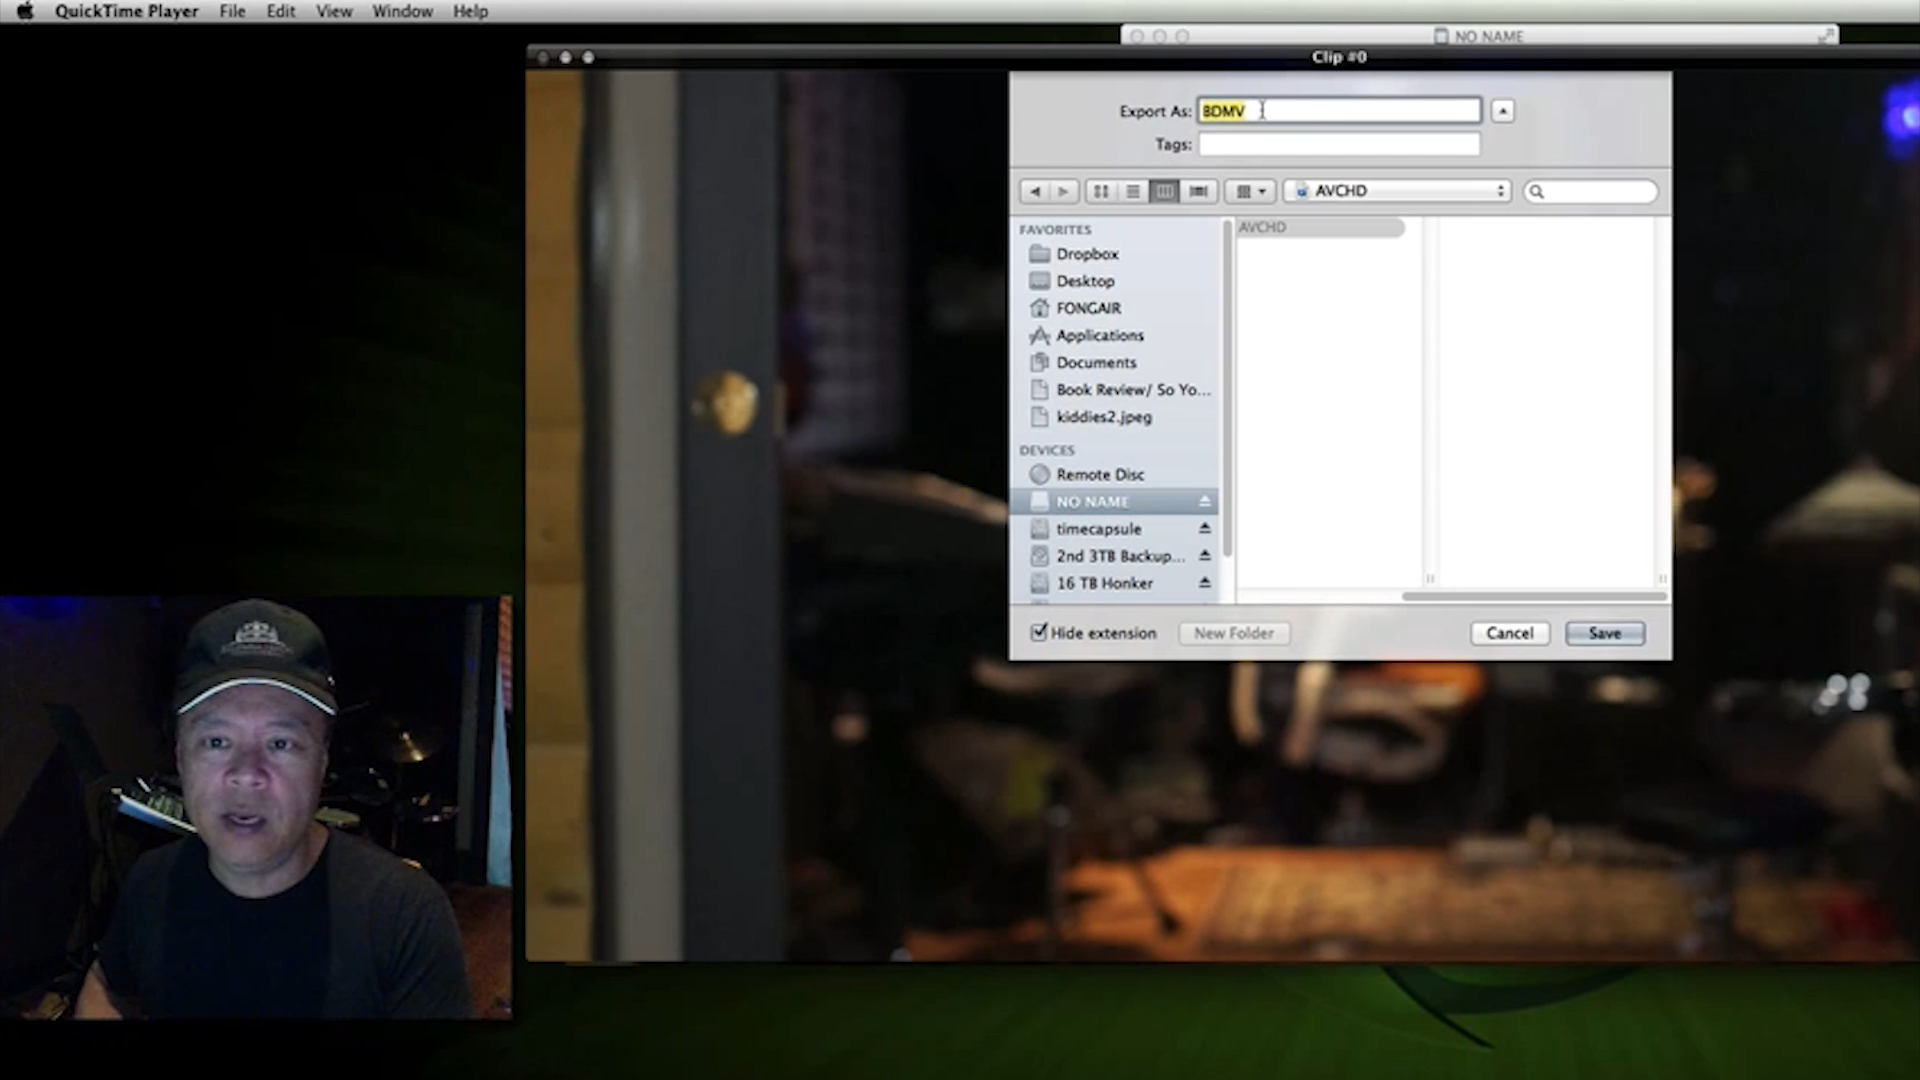 QuickTime Player File Edit View Window Help
NO NAME
Clip #0
Export As: BDMV
Tags:
AVCHD
FAVORITES
AVCHD
Dropbox
Desktop
FONGAIR
Applications
Documents
Book Review/ So Yo...
kiddies2.jpeg
DEVICES
Remote Disc
NO NAME
timecapsule
2nd 3TB Backup...
16 TB Honker
Hide extension
New Folder
Cancel
Save